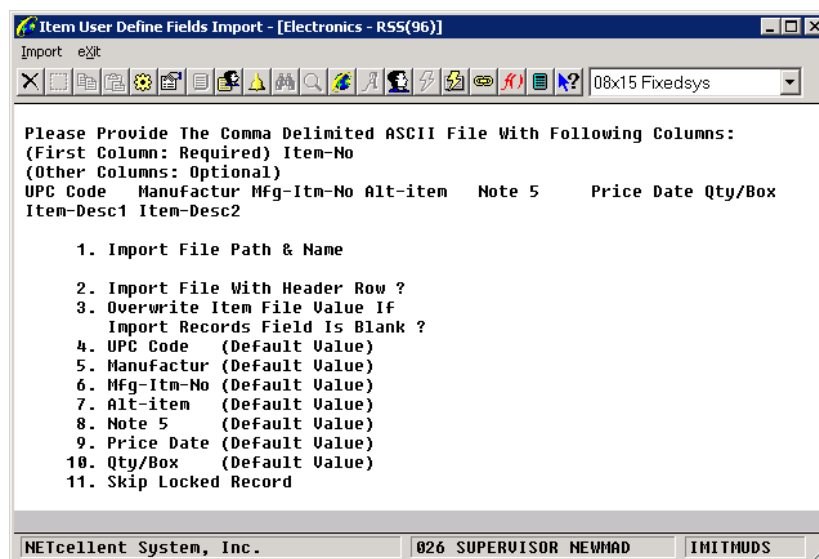 Item User Define Fields Import - [Electronics - RSS(96)]
Import eXit
08x15 Fixedsys
Please Provide The Comma Delimited ASCII File With Following Columns:
(First Column: Required) Item-No
(Other Columns: Optional)
UPC Code Manufactur Mfg-Itm-No Alt-item Note 5 Price Date Qty/Box
Item-Desc1 Item-Desc2
1. Import File Path & Name
2. Import File With Header Row ?
3. Overwrite Item File Value If
Import Records Field Is Blank ?
4. UPC Code (Default Value)
5. Manufactur (Default Value)
6. Mfg-Itm-No (Default Value)
7. Alt-item (Default Value)
8. Note 5 (Default Value)
9. Price Date (Default Value)
10. Qty/Box (Default Value)
11. Skip Locked Record
NETcellent System, Inc. 026 SUPERVISOR NEWMAD IMITMUDS